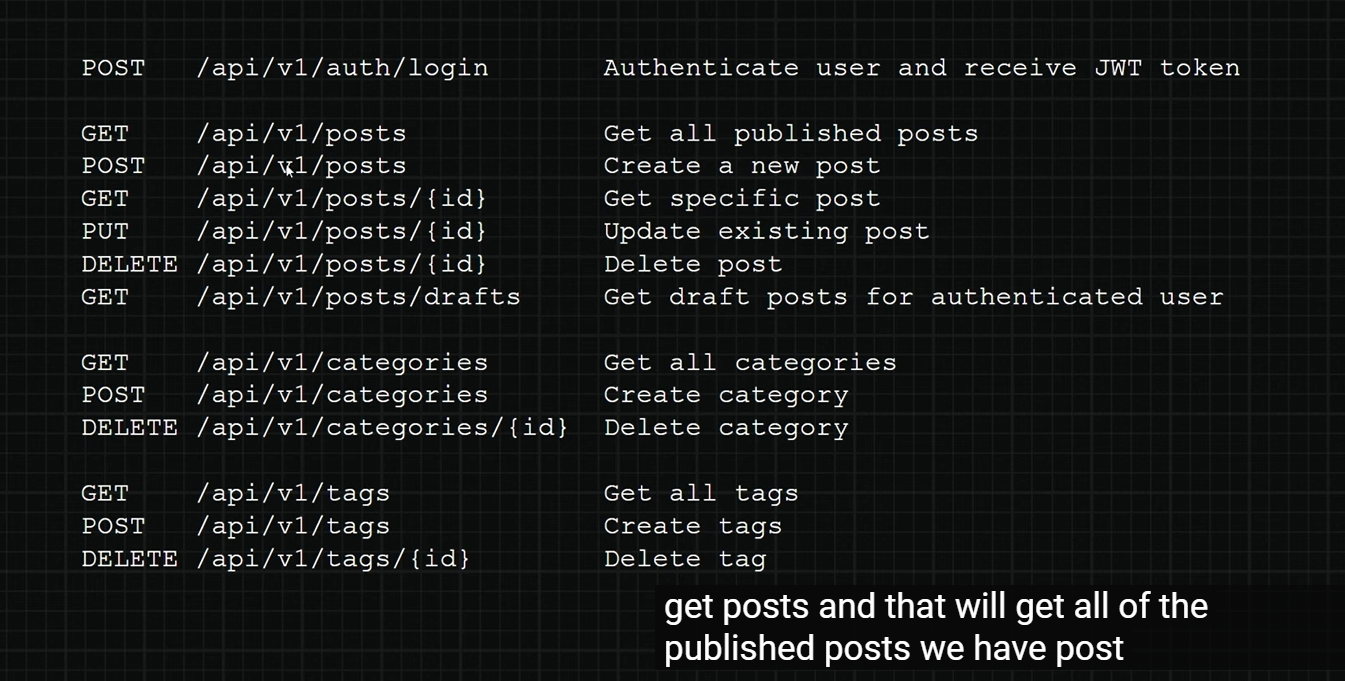 POST /api/v1/auth/login Authenticate user and receive JWT token
GET /api/v1/posts Get all published posts
POST /api/v1/posts Create a new post
GET /api/v1/posts/{id} Get specific post
PUT /api/v1/posts/{id} Update existing post
DELETE /api/v1/posts/{id} Delete post
GET /api/v1/posts/drafts Get draft posts for authenticated user
GET /api/v1/categories Get all categories
POST /api/v1/categories Create category
DELETE /api/v1/categories/{id} Delete category
GET /api/v1/tags Get all tags
POST /api/v1/tags Create tags
DELETE /api/v1/tags/{id} Delete tag
get posts and that will get all of the
published posts we have post